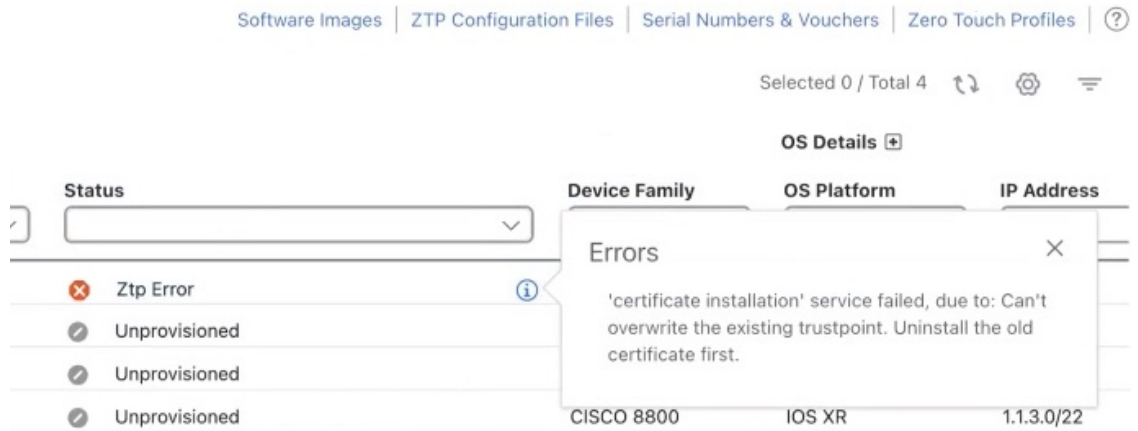 Software Images | ZTP Configuration Files | Serial Numbers & Vouchers | Zero Touch Profiles | ?
Selected 0 / Total 4
OS Details
Status Device Family OS Platform IP Address
Errors
Ztp Error
'certificate installation' service failed, due to: Can't
overwrite the existing trustpoint. Uninstall the old
certificate first.
Unprovisioned
Unprovisioned
Unprovisioned CISCO 8800 IOS XR 1.1.3.0/22